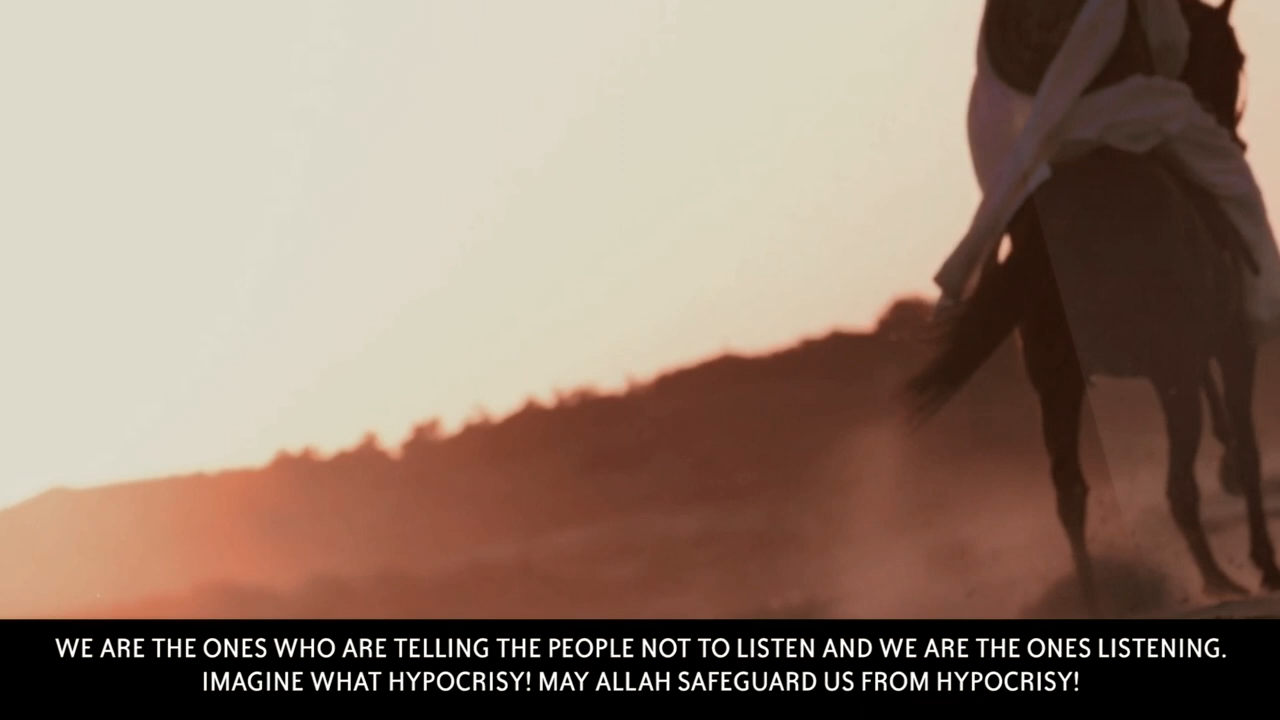 WE ARE THE ONES WHO ARE TELLING THE PEOPLE NOT TO LISTEN AND WE ARE THE ONES LISTENING.
IMAGINE WHAT HYPOCRISY! MAY ALLAH SAFEGUARD US FROM HYPOCRISY!